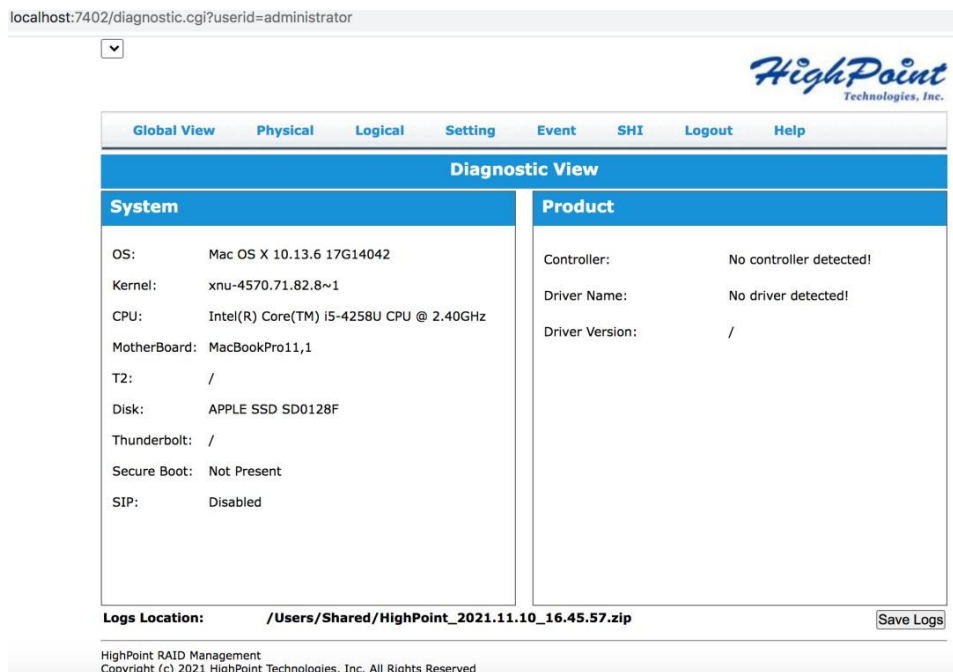 localhost:7402/diagnostic.cgi?userid=administrator
HighPoint
Technologies, Inc.
Global View Physical Logical Setting Event SHI Logout Help
Diagnostic View
System
OS: Mac OS X 10.13.6 17G14042
Kernel: xnu-4570.71.82.8~1
CPU: Intel(R) Core(TM) i5-4258U CPU @ 2.40GHz
MotherBoard: MacBookPro11,1
T2: /
Disk: APPLE SSD SD0128F
Thunderbolt: /
Secure Boot: Not Present
SIP: Disabled
Product
Controller: No controller detected!
Driver Name: No driver detected!
Driver Version: /
Logs Location: /Users/Shared/HighPoint_2021.11.10_16.45.57.zip Save Logs
HighPoint RAID Management
Copyright (c) 2021 HighPoint Technologies, Inc. All Rights Reserved